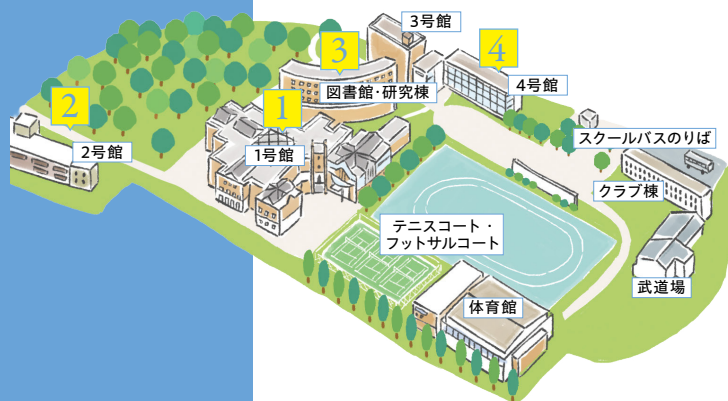 3号館
3
4
4号館
図書館・研究棟
1
2
スクールバスのりば
2号館
1号館
クラブ棟
テニスコート・
フットサルコート
武道場
体育館